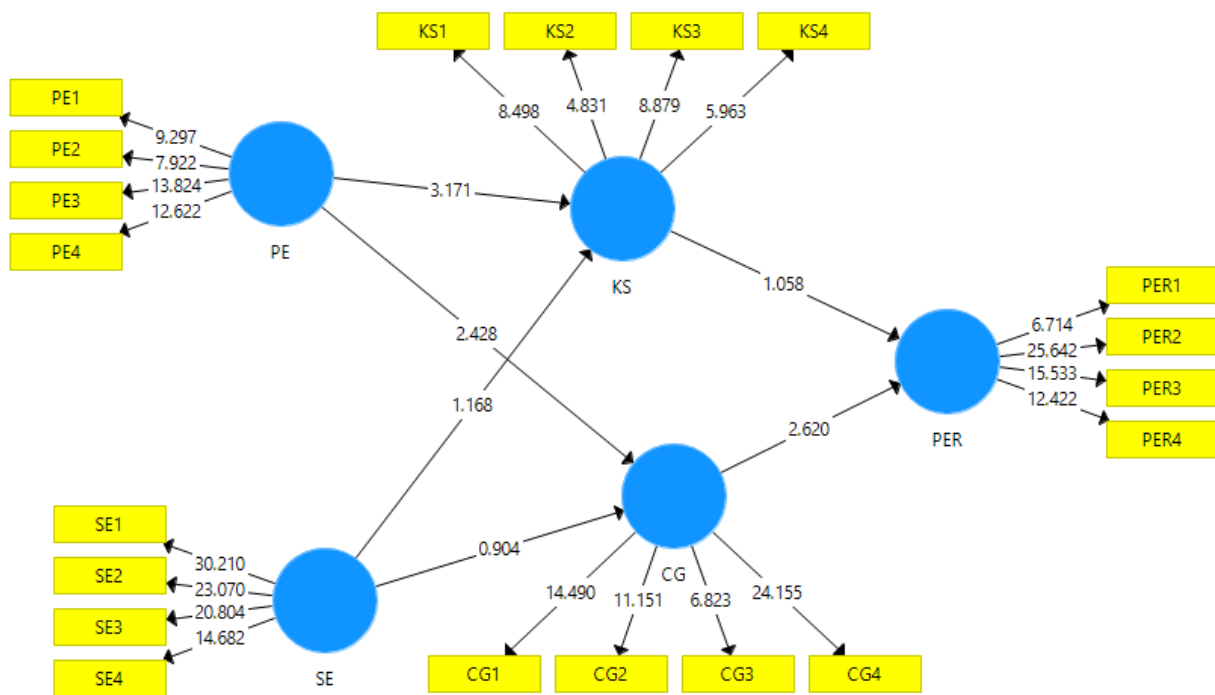 KS1
KS2
KS3
KS4
8.498
4.831
8.879
5.963
PE1
PE2
PE3
PE4
9.297
7.922
13.824
12.622
PE
3.171
KS
2.428
1.168
1.058
PER1
PER2
PER3
PER4
6.714
25.642
15.533
12.422
PER
2.620
SE1
SE2
SE3
SE4
30.210
23.070
20.804
14.682
SE
0.904
CG
14.490
11.151
6.823
24.155
CG1
CG2
CG3
CG4